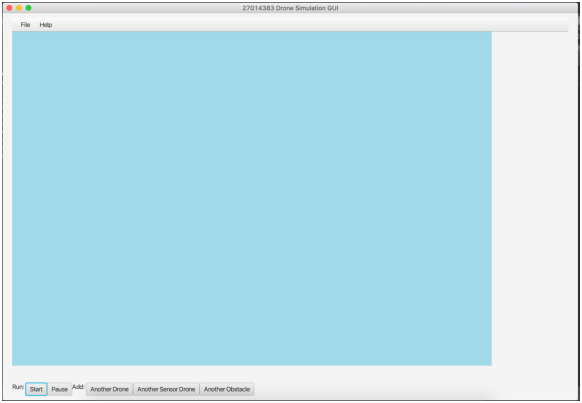 27014383 Drone Simulation GUI
File Help
Run: Start Pause Add: Another Drone Another Sensor Drone Another Obstacle